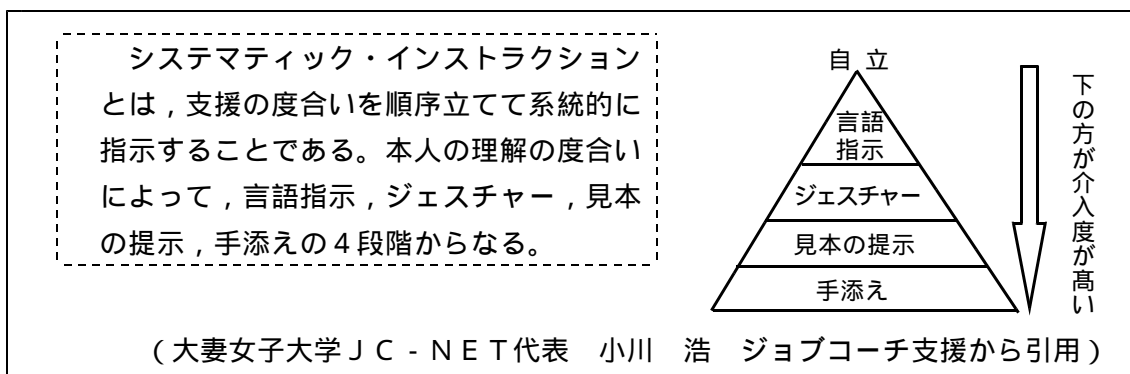 システマティック・インストラクション
とは，支援の度合いを順序立てて系統的に
指示することである。本人の理解の度合い
によって，言語指示，ジェスチャー，見本
の提示，手添えの４段階からなる。
自 立
言語
指示
ジェスチャー
見本の提示
手添え
下の方が介入度が髙い
（大妻女子大学ＪＣ‐ＮＥＴ代表　小川　浩　ジョブコーチ支援から引用）